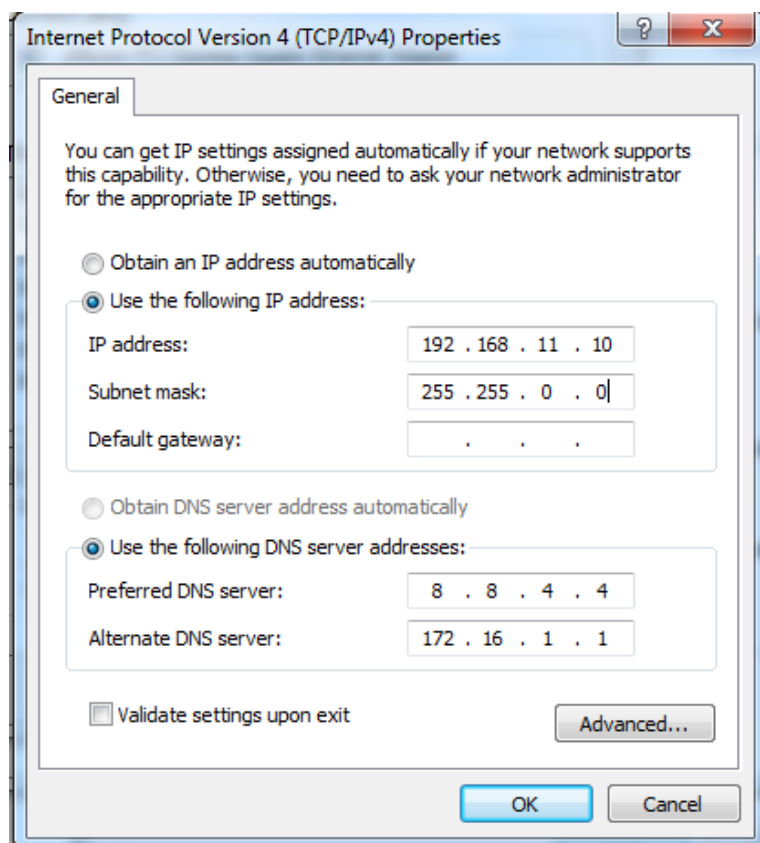 Internet Protocol Version 4 (TCP/IPv4) Properties
General
You can get IP settings assigned automatically if your network supports
this capability. Otherwise, you need to ask your network administrator
for the appropriate IP settings.
Obtain an IP address automatically
Use the following IP address:
IP address: 192 . 168 . 11 . 10
Subnet mask: 255 . 255 . 0 . 0
Default gateway: . . .
Obtain DNS server address automatically
Use the following DNS server addresses:
Preferred DNS server: 8 . 8 . 4 . 4
Alternate DNS server: 172 . 16 . 1 . 1
Validate settings upon exit
Advanced...
OK Cancel